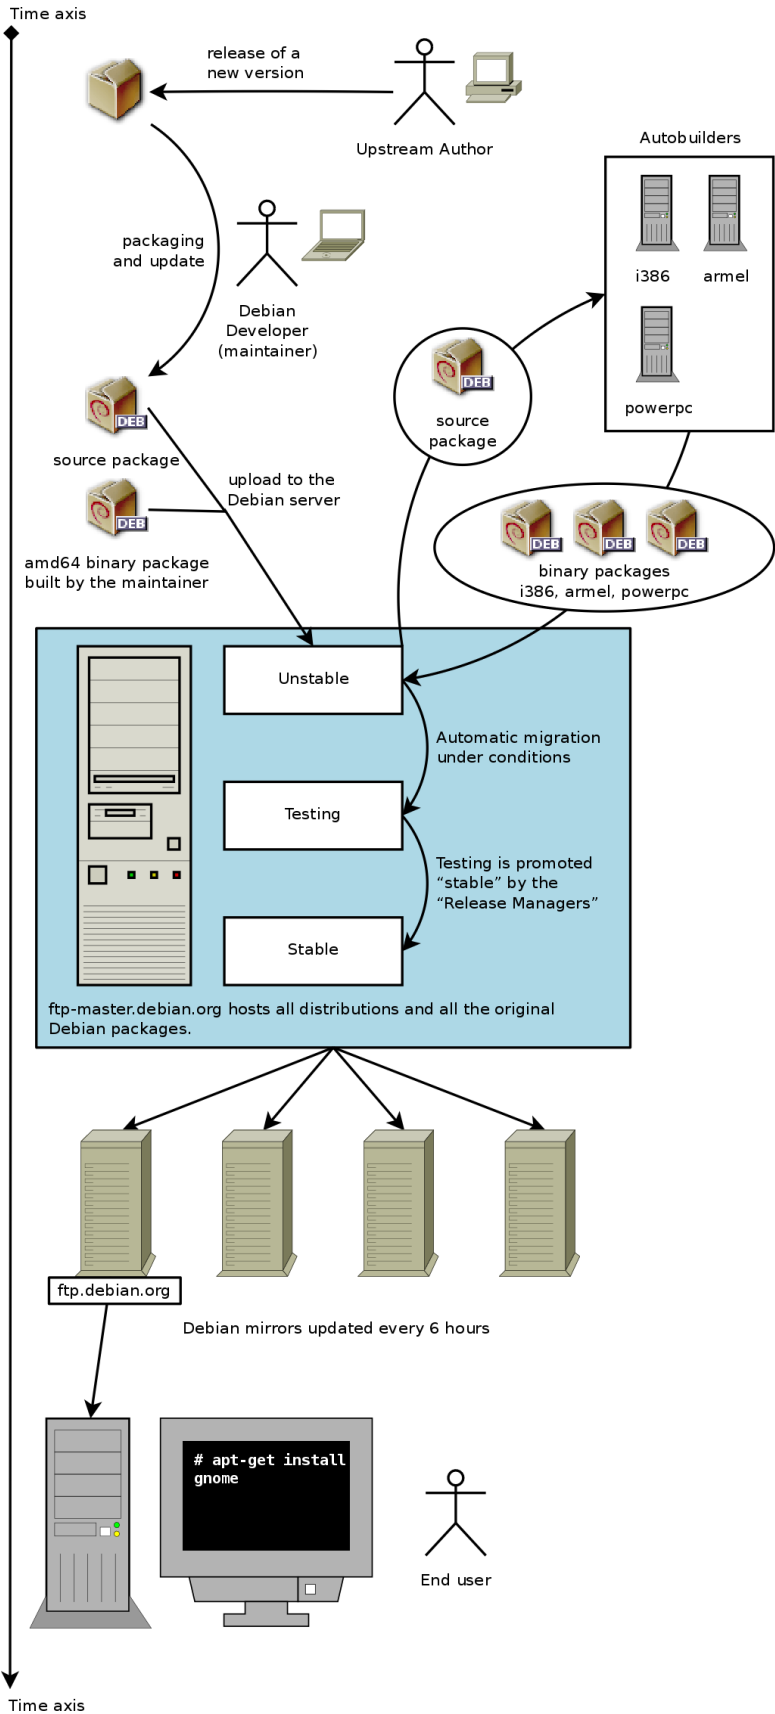 Time axis
release of a
new version
Upstream Author
Autobuilders
i386
armel
powerpc
packaging
and update
Debian
Developer
(maintainer)
DEB
source package
DEB
source
package
upload to the
Debian server
DEB
amd64 binary package
built by the maintainer
DEB DEB DEB
binary packages
i386, armel, powerpc
Unstable
Automatic migration
under conditions
Testing
Testing is promoted
“stable” by the
“Release Managers”
Stable
ftp-master.debian.org hosts all distributions and all the original
Debian packages.
ftp.debian.org
Debian mirrors updated every 6 hours
# apt-get install
gnome
End user
Time axis